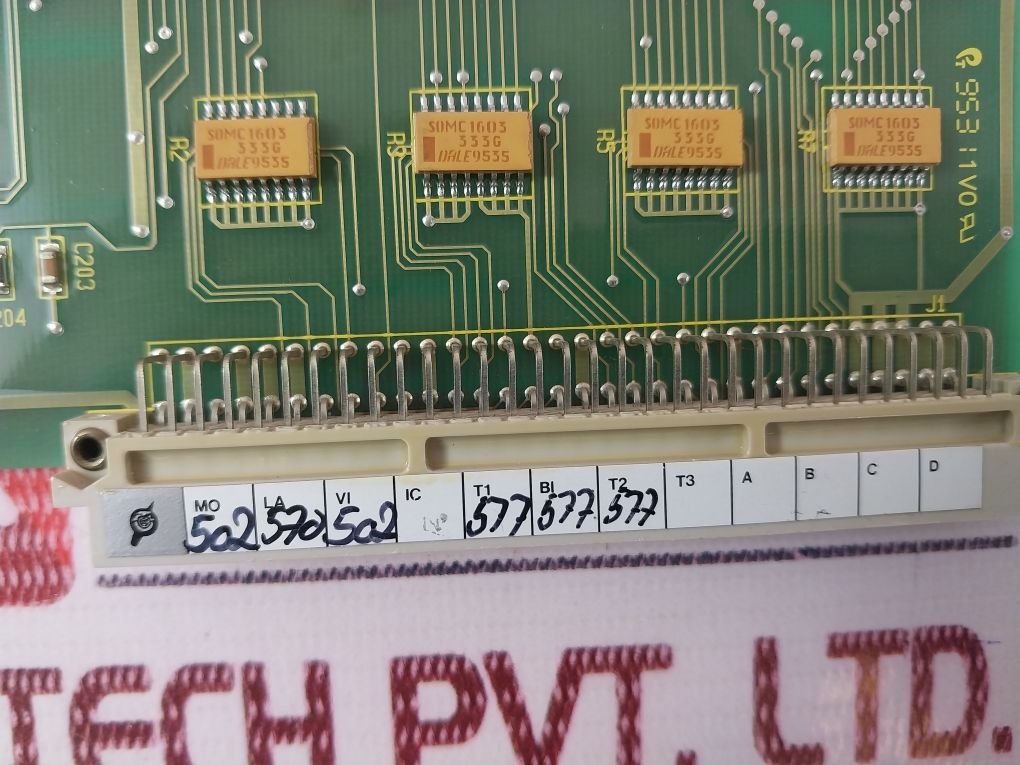 953 11V0
R2
SOMC1603
333G
DALE9535
SOMC1603
333G
DALE9535
R5
SOMC1603
333G
DALE9535
SOMC1603
333G
DALE9535
C203
204
J1
MO LA VI IC T1 BI T2 T3 A B C D
502 570 502 577 577 577
TECH PVT. LTD.